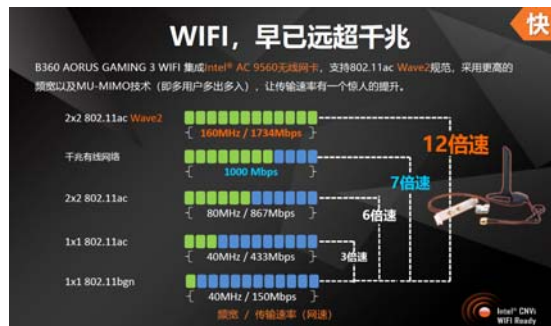 快
WIFI，早已远超千兆
B360 AORUS GAMING 3 WIFI 集成Intel® AC 9560无线网卡，支持802.11ac Wave2规范，采用更高的
频宽以及MU-MIMO技术（即多用户多出多入），让传输速率有一个惊人的提升。
2x2 802.11ac Wave2
160MHz / 1734Mbps
12倍速
千兆有线网络
1000 Mbps
7倍速
2x2 802.11ac
80MHz / 867Mbps
6倍速
1x1 802.11ac
40MHz / 433Mbps
3倍速
1x1 802.11bgn
40MHz / 150Mbps
频宽 / 传输速率（网速）
Intel® CNVi
WIFI Ready